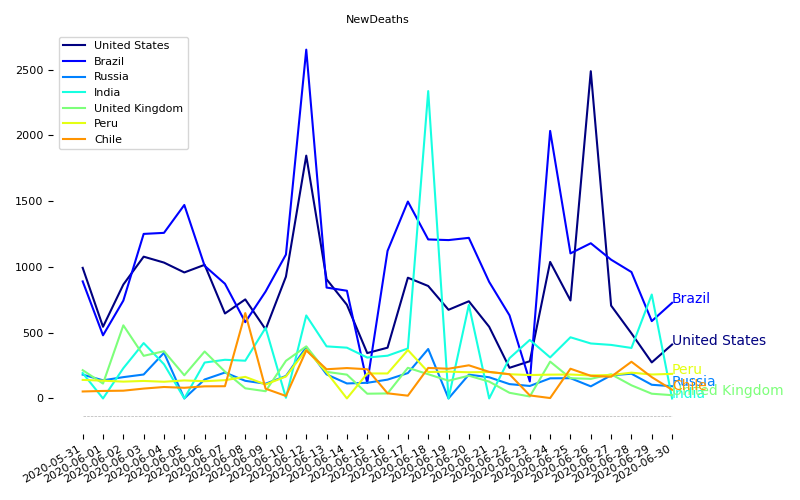 NewDeaths
United States
Brazil
Russia
India
United Kingdom
Peru
Chile
2500
2000
1500
1000
500
0
Brazil
United States
Peru
Russia
Chile
United Kingdom
India
2020-05-31
2020-06-01
2020-06-02
2020-06-03
2020-06-04
2020-06-05
2020-06-06
2020-06-07
2020-06-08
2020-06-09
2020-06-10
2020-06-12
2020-06-13
2020-06-14
2020-06-15
2020-06-16
2020-06-17
2020-06-18
2020-06-19
2020-06-20
2020-06-21
2020-06-22
2020-06-23
2020-06-24
2020-06-25
2020-06-26
2020-06-27
2020-06-28
2020-06-29
2020-06-30